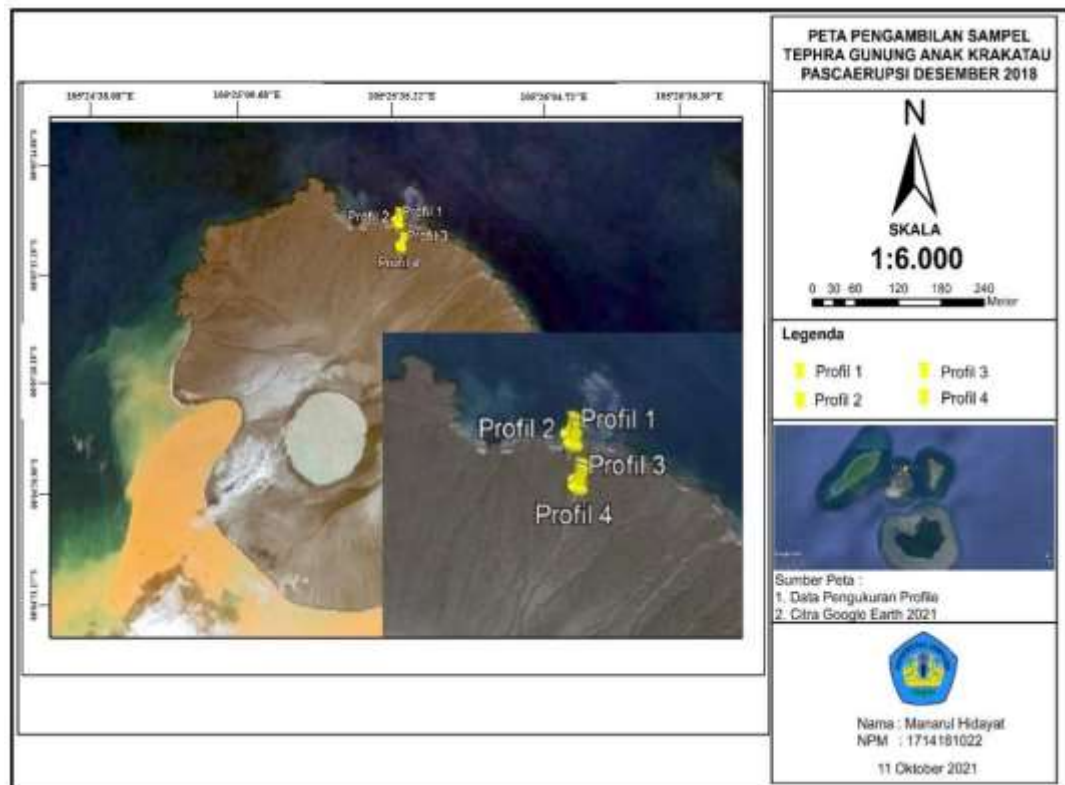 PETA PENGAMBILAN SAMPEL
TEPHRA GUNUNG ANAK KRAKATAU
PASCAERUPSI DESEMBER 2018
N
SKALA
1:6.000
0 30 60 120 180 240
Meter
Legenda
Profil 1
Profil 3
Profil 2
Profil 4
Sumber Peta :
1. Data Pengukuran Profile
2. Citra Google Earth 2021
Nama : Manarul Hidayat
NPM : 1714181022
11 Oktober 2021
Profil 2
Profil 1
Profil 3
Profil 4
Profil 2
Profil 1
Profil 3
Profil 4